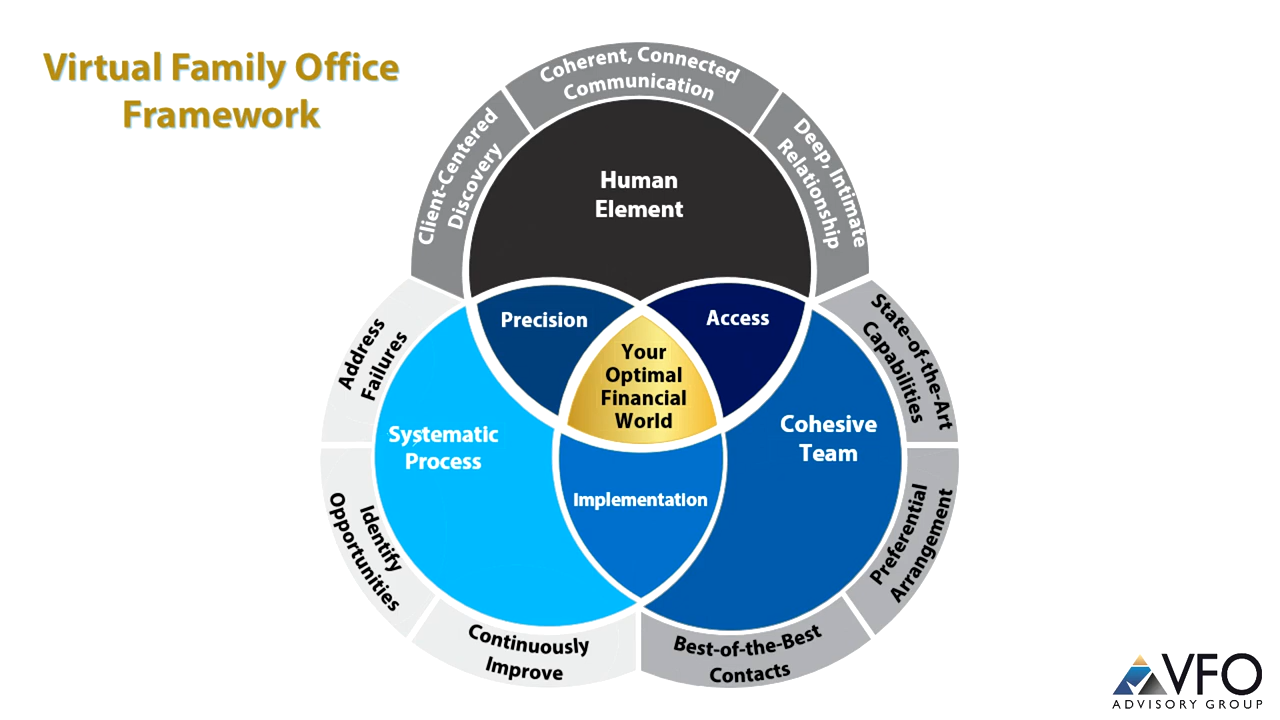 Virtual Family Office
Framework
Coherent, Connected
Communication
Client-Centered
Discovery
Deep, Intimate
Relationship
Human
Element
Precision
Access
Your
Optimal
Financial
World
Address
Failures
State-of-the-Art
Capabilities
Systematic
Process
Cohesive
Team
Implementation
Identify
Opportunities
Preferential
Arrangement
Continuously
Improve
Best-of-the-Best
Contacts
VFO
ADVISORY GROUP